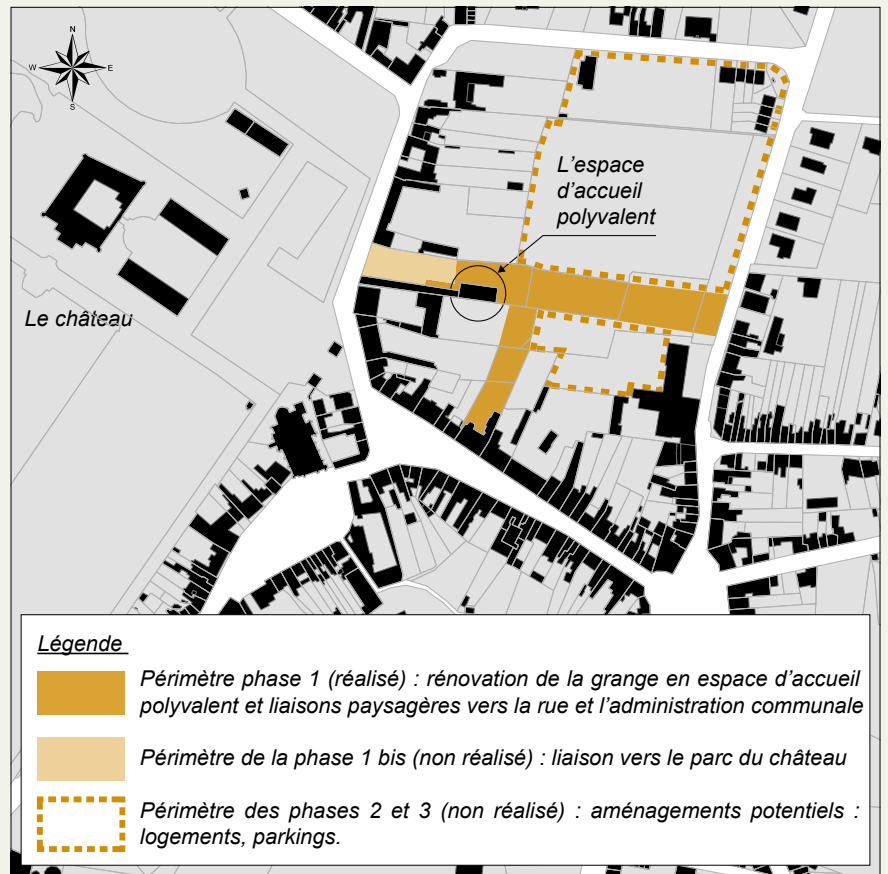 N
W E
S
L'espace
d'accueil
polyvalent
Le château
Légende
Périmètre phase 1 (réalisé) : rénovation de la grange en espace d'accueil
polyvalent et liaisons paysagères vers la rue et l'administration communale
Périmètre de la phase 1 bis (non réalisé) : liaison vers le parc du château
Périmètre des phases 2 et 3 (non réalisé) : aménagements potentiels :
logements, parkings.